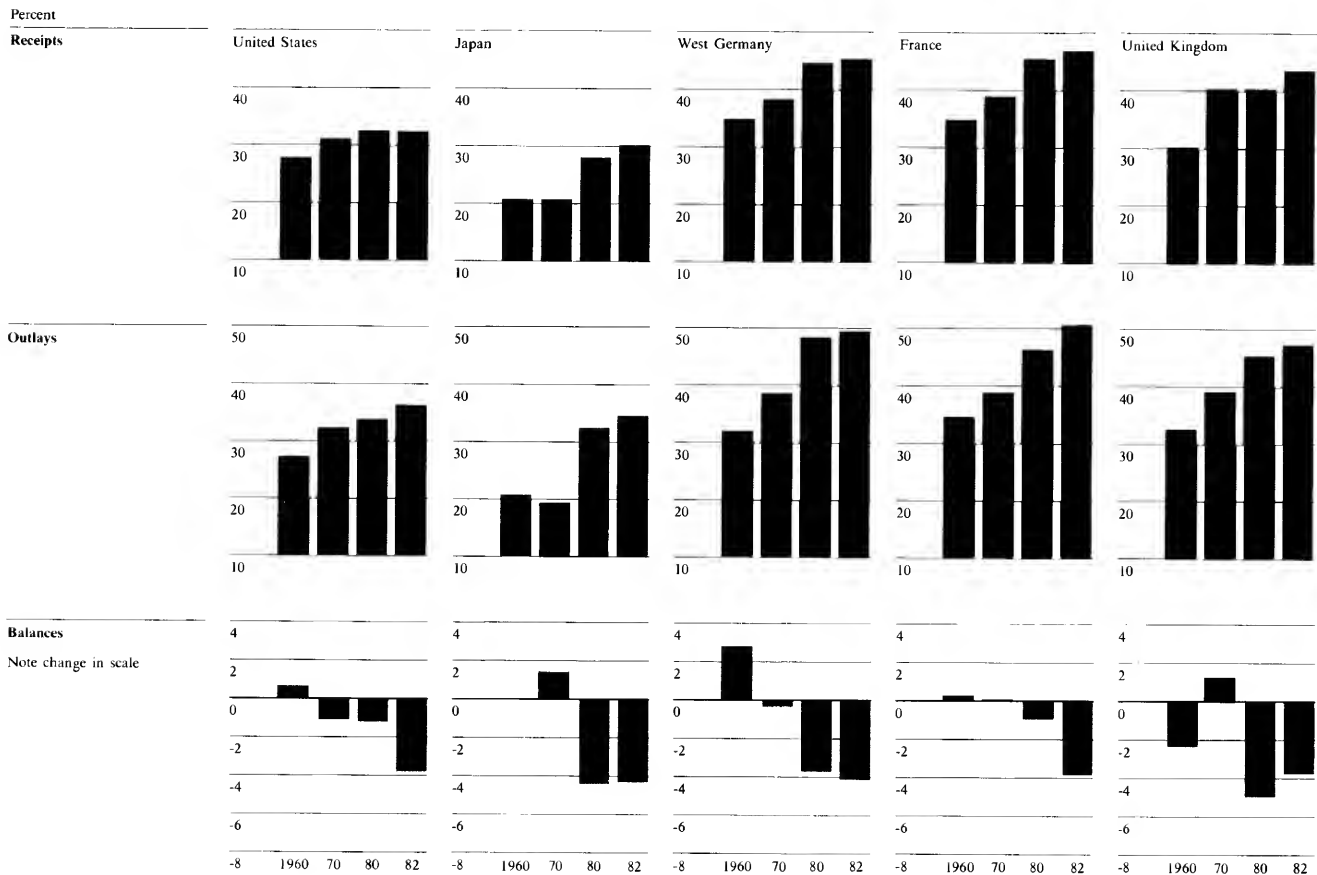 Percent
Receipts
United States Japan West Germany France United Kingdom
40 40 40 40 40
30 30 30 30 30
20 20 20 20 20
10 10 10 10 10
Outlays
50 50 50 50 50
40 40 40 40 40
30 30 30 30 30
20 20 20 20 20
10 10 10 10 10
Balances
Note change in scale
4 4 4 4 4
2 2 2 2 2
0 0 0 0 0
-2 -2 -2 -2 -2
-4 -4 -4 -4 -4
-6 -6 -6 -6 -6
-8 1960 70 80 82 -8 1960 70 80 82 -8 1960 70 80 82 -8 1960 70 80 82 -8 1960 70 80 82